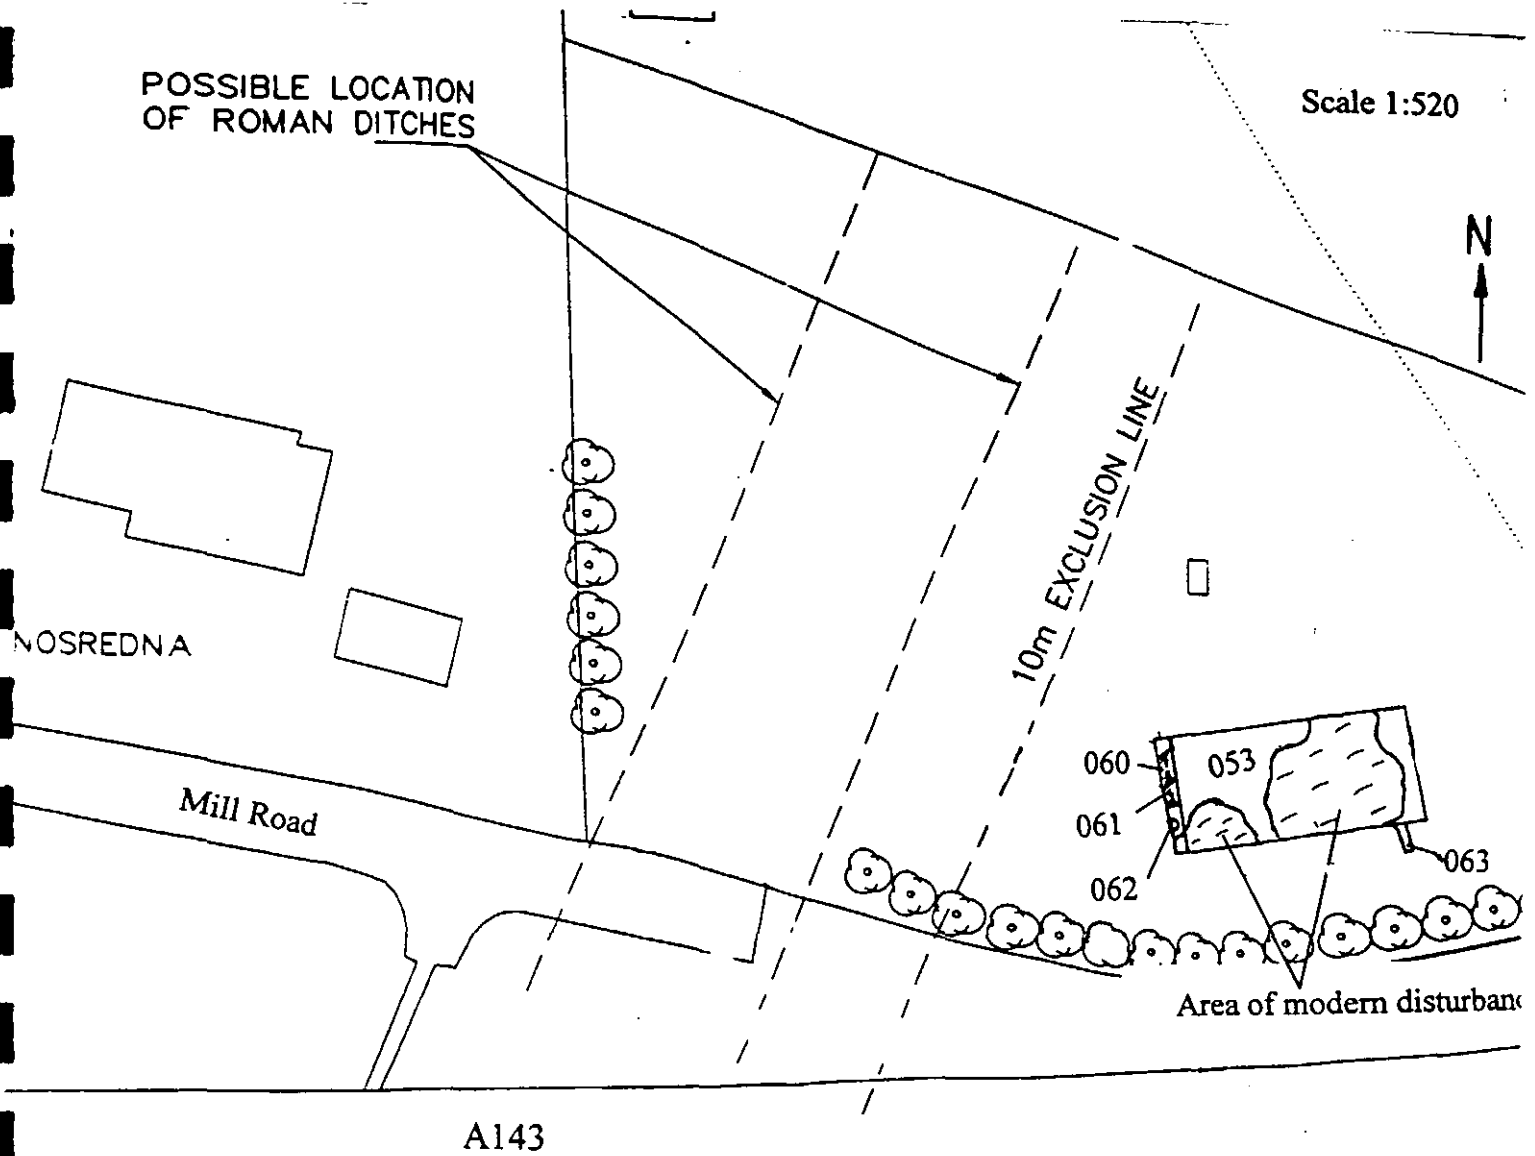 POSSIBLE LOCATION
OF ROMAN DITCHES
Scale 1:520
N
10m EXCLUSION LINE
NOSREDNA
Mill Road
060
053
061
062
063
Area of modern disturbanc
A143